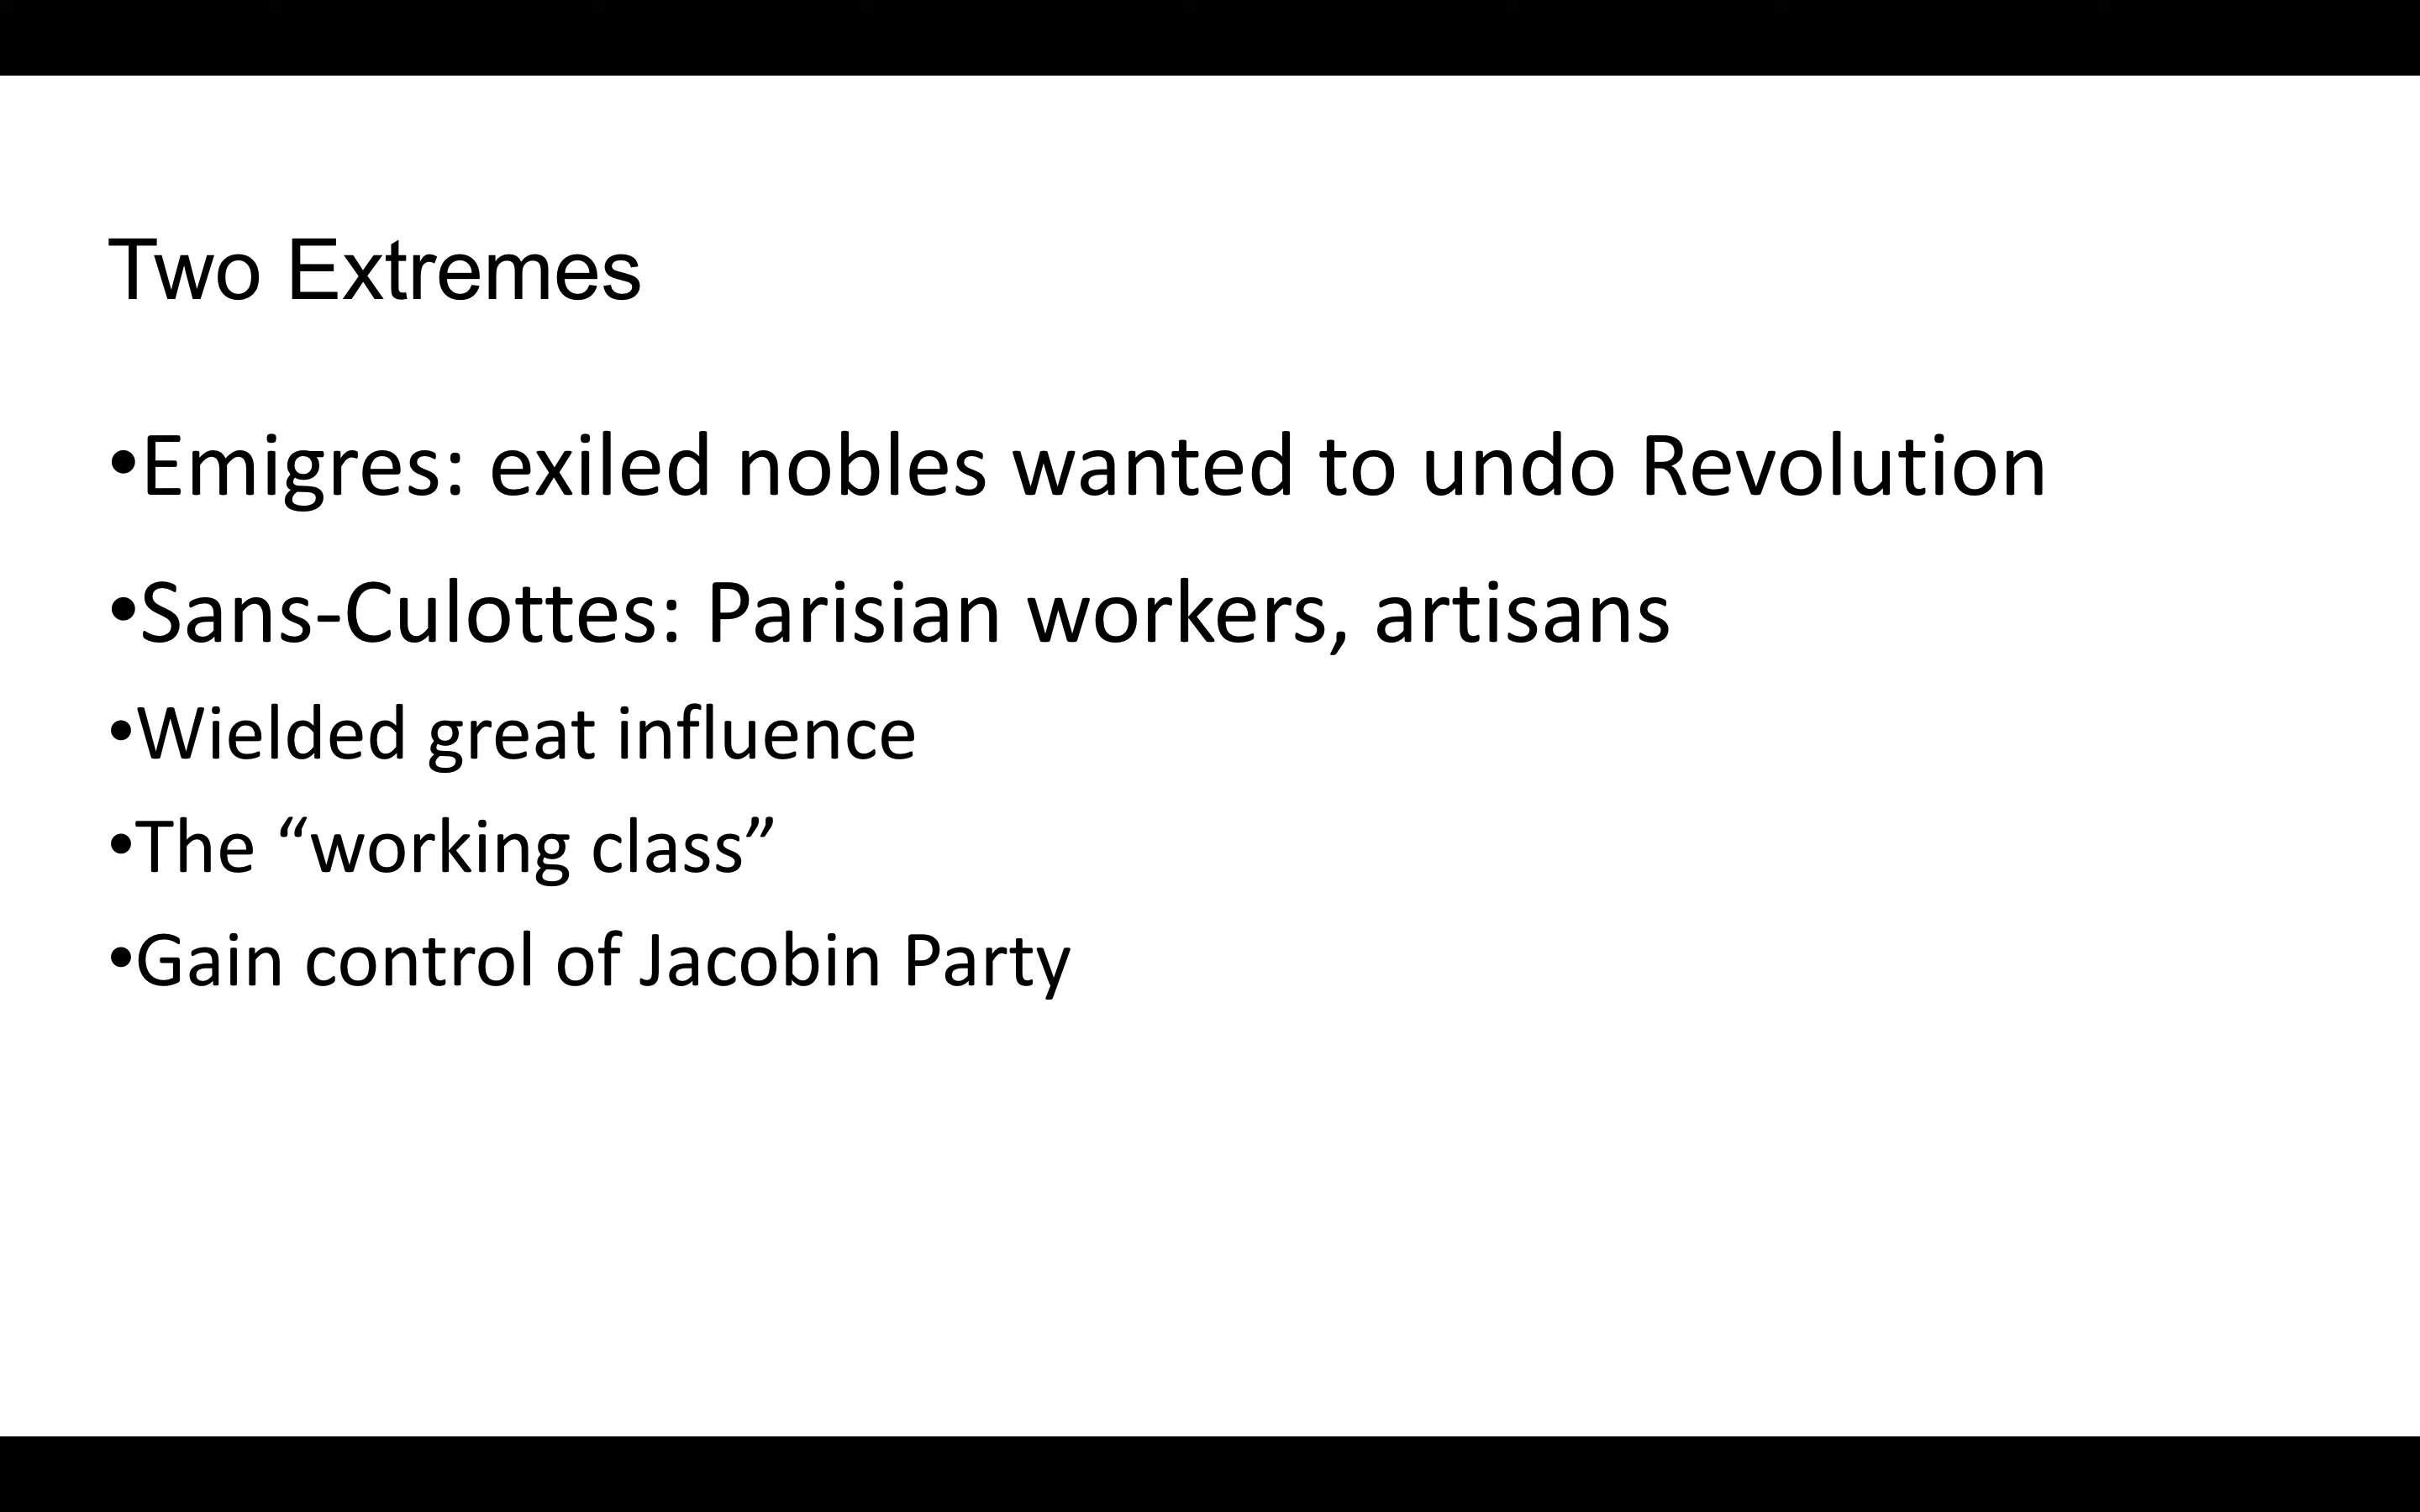 Two Extremes
•Emigres: exiled nobles wanted to undo Revolution
•Sans-Culottes: Parisian workers, artisans
•Wielded great influence
•The “working class”
•Gain control of Jacobin Party